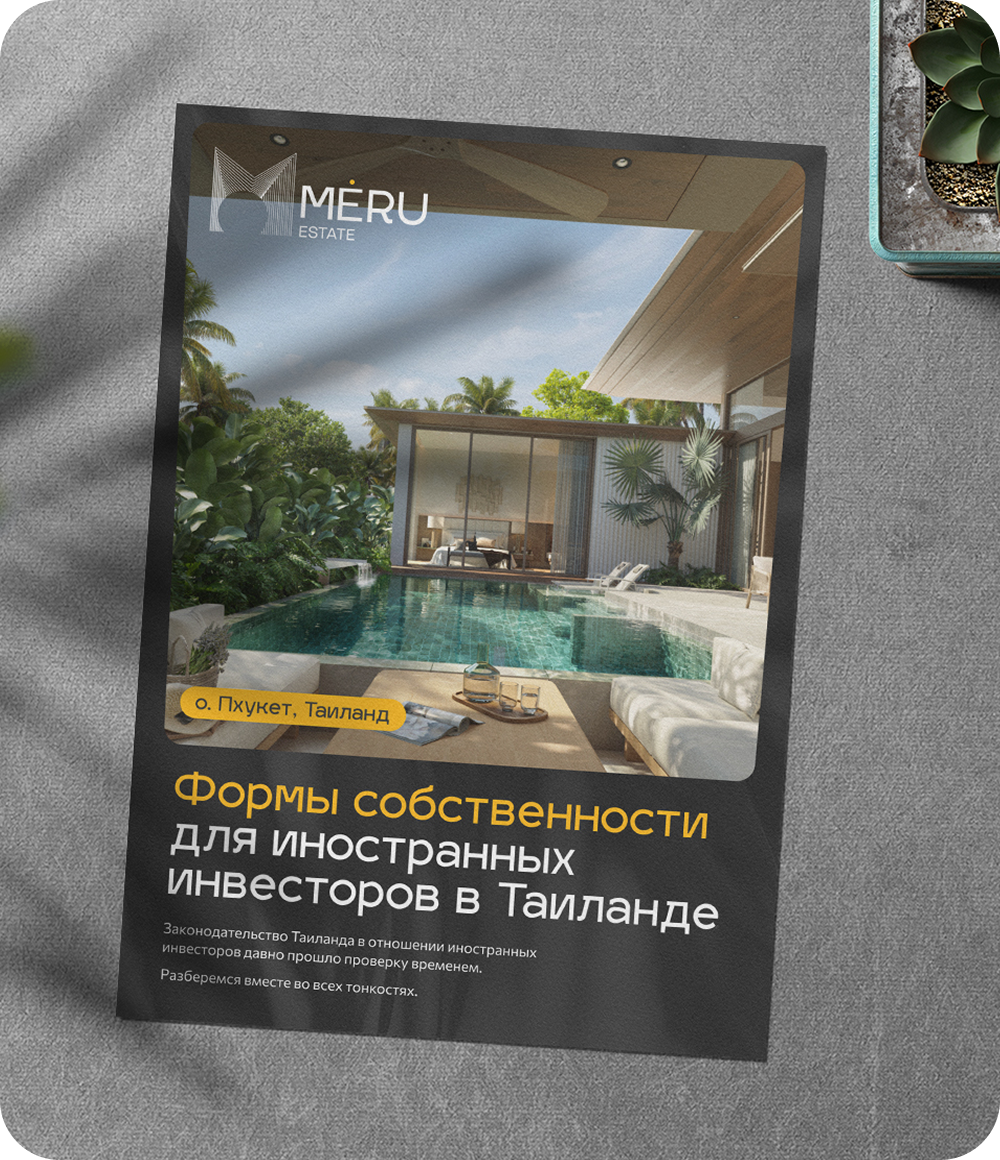 MĖRU
ESTATE
о. Пхукет, Таиланд
Формы собственности
для иностранных
инвесторов в Таиланде
Законодательство Таиланда в отношении иностранных
инвесторов давно прошло проверку временем.
Разберемся вместе во всех тонкостях.